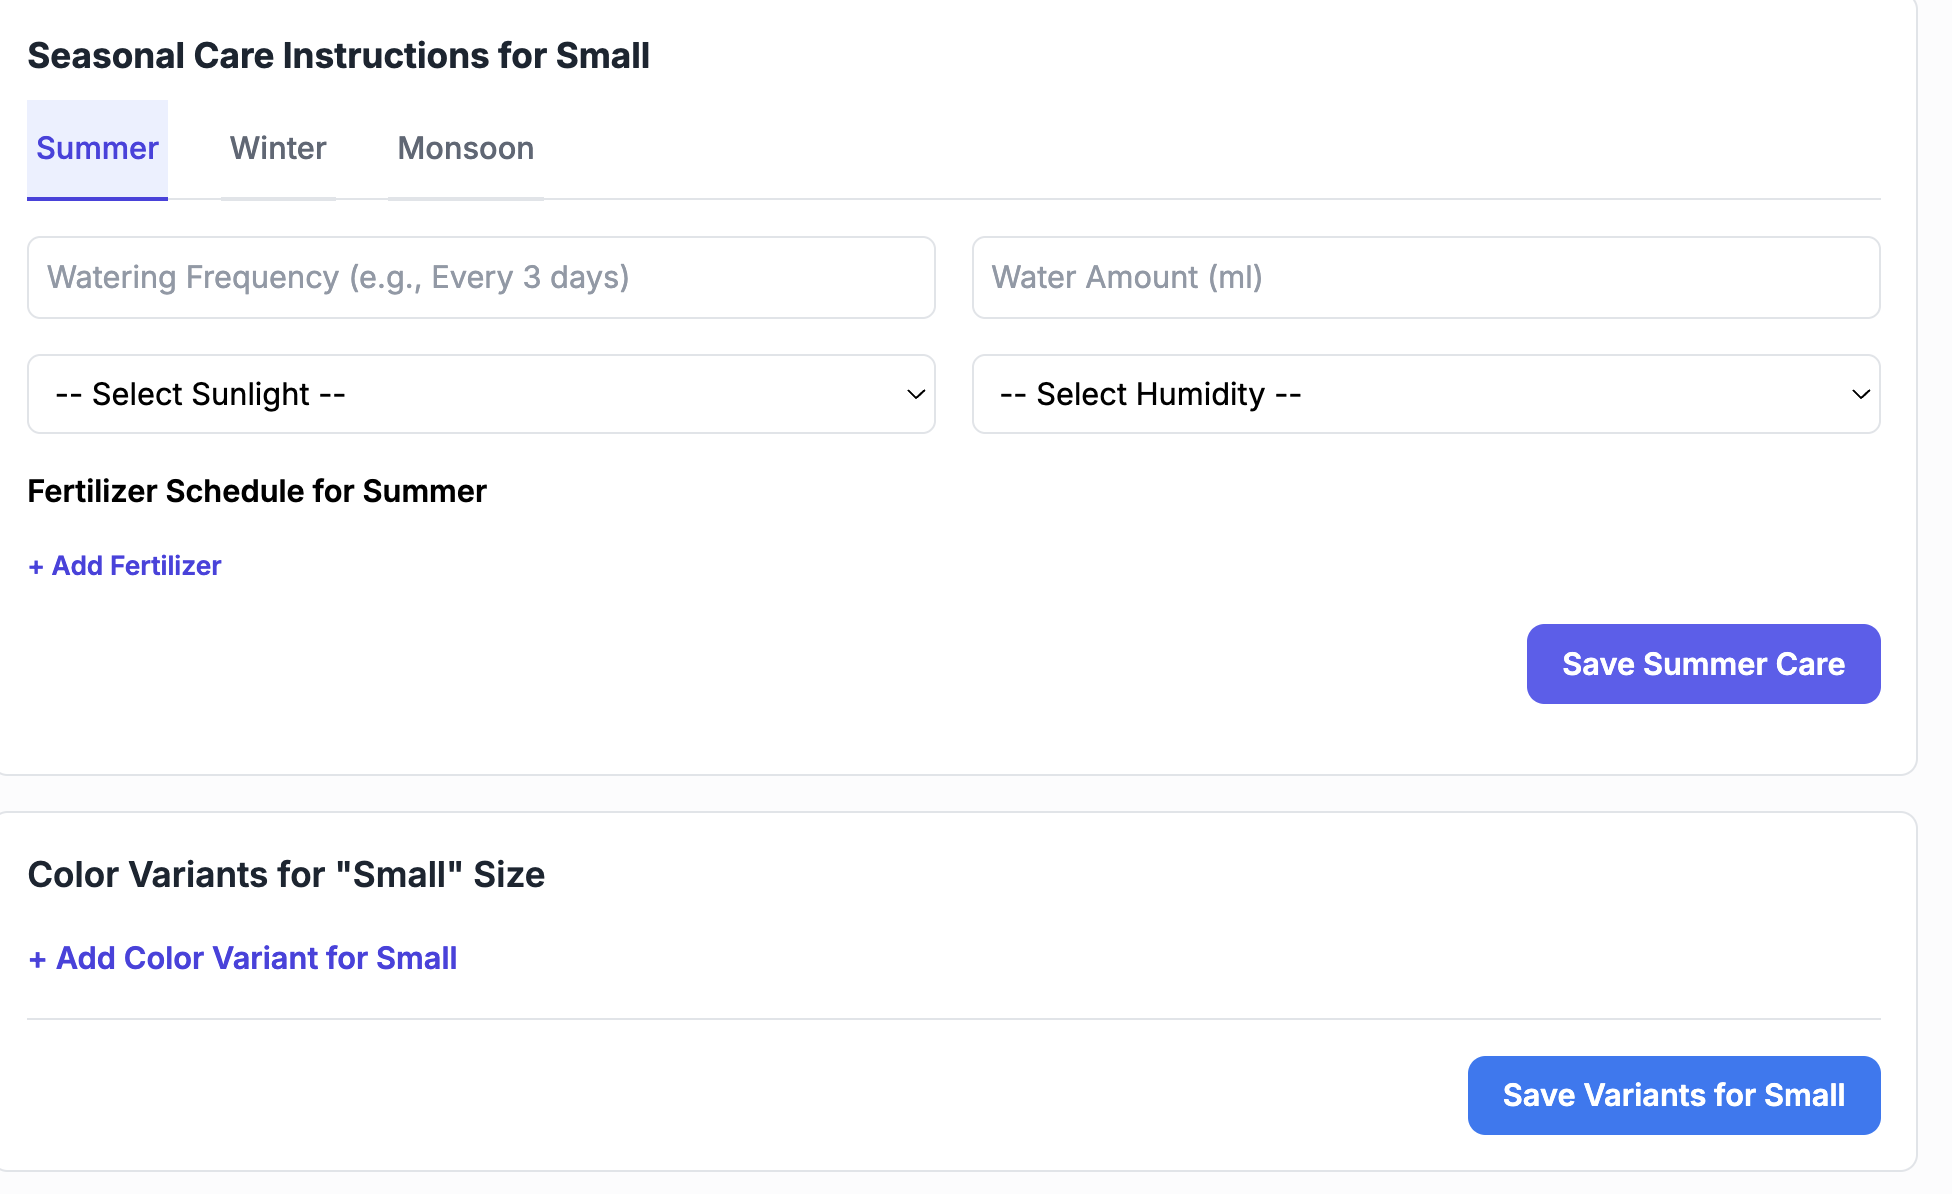 Seasonal Care Instructions for Small
Summer Winter Monsoon
Watering Frequency (e.g., Every 3 days) Water Amount (ml)
-- Select Sunlight -- -- Select Humidity --
Fertilizer Schedule for Summer
+ Add Fertilizer
Save Summer Care
Color Variants for "Small" Size
+ Add Color Variant for Small
Save Variants for Small